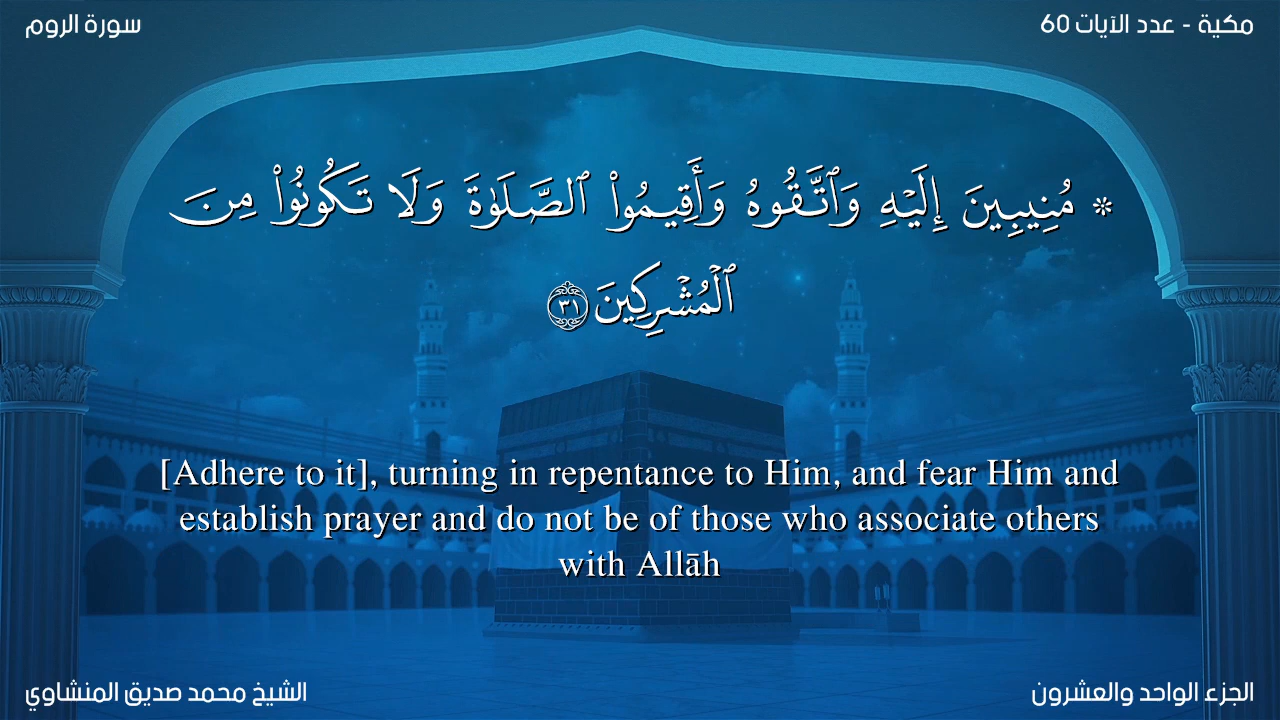 سورة الروم
مكية - عدد الآيات 60
۞ مُنِيبِينَ إِلَيْهِ وَٱتَّقُوهُ وَأَقِيمُوا۟ ٱلصَّلَوٰةَ وَلَا تَكُونُوا۟ مِنَ
ٱلْمُشْرِكِينَ ٣١
[Adhere to it], turning in repentance to Him, and fear Him and
establish prayer and do not be of those who associate others
with Allāh
الشيخ محمد صديق المنشاوي
الجزء الواحد والعشرون